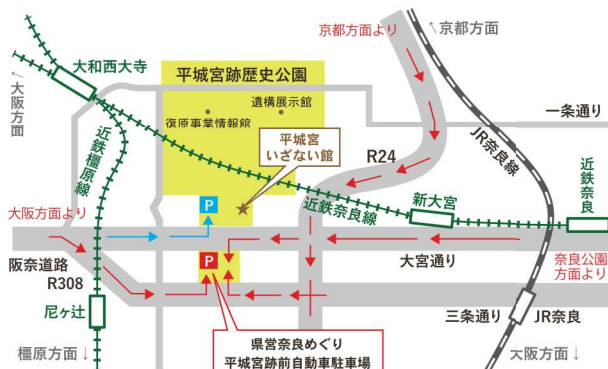 京都方面より
↑京都方面
大和西大寺
平城宮跡歴史公園
↑大阪方面
遺構展示館
復原事業情報館
一条通り
JR奈良線
平城宮
いざない館
R24
近鉄橿原線
近鉄奈良
新大宮
近鉄奈良線
P
大阪方面より
大宮通り
奈良公園
方面より
阪奈道路
R308
P
尼ヶ辻
三条通り
JR奈良
県営奈良めぐり
平城宮跡前自動車駐車場
橿原方面↓
大阪方面↓